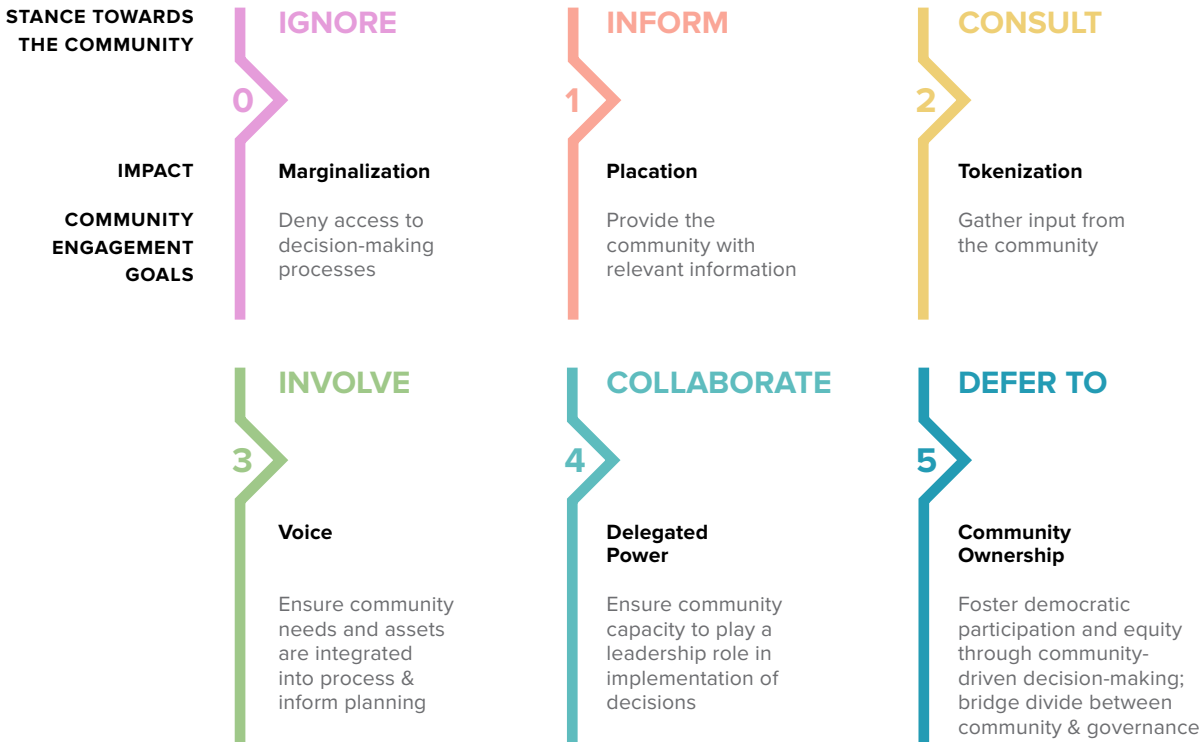 STANCE TOWARDS
THE COMMUNITY
IGNORE
INFORM
CONSULT
0
1
2
IMPACT
Marginalization
Placation
Tokenization
COMMUNITY
ENGAGEMENT
GOALS
Deny access to
decision-making
processes
Provide the
community with
relevant information
Gather input from
the community
INVOLVE
COLLABORATE
DEFER TO
3
4
5
Voice
Delegated
Power
Community
Ownership
Ensure community
needs and assets
are integrated
into process &
inform planning
Ensure community
capacity to play a
leadership role in
implementation of
decisions
Foster democratic
participation and equity
through community-
driven decision-making;
bridge divide between
community & governance